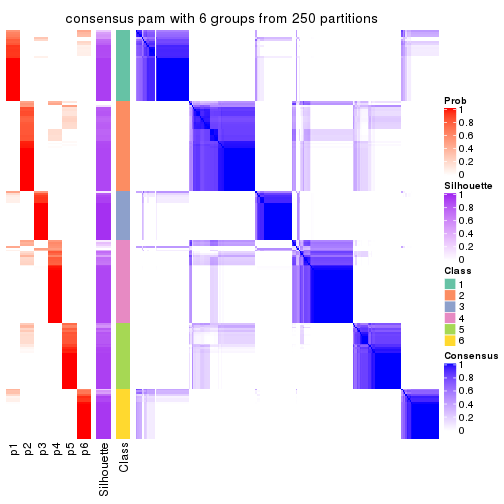 consensus pam with 6 groups from 250 partitions
Prob
1
0.8
0.6
0.4
0.2
0
Silhouette
1
0.8
0.6
0.4
0.2
0
Class
1
2
3
4
5
6
Consensus
1
0.8
0.6
0.4
0.2
0
p1
p2
p3
p4
p5
p6
Silhouette
Class